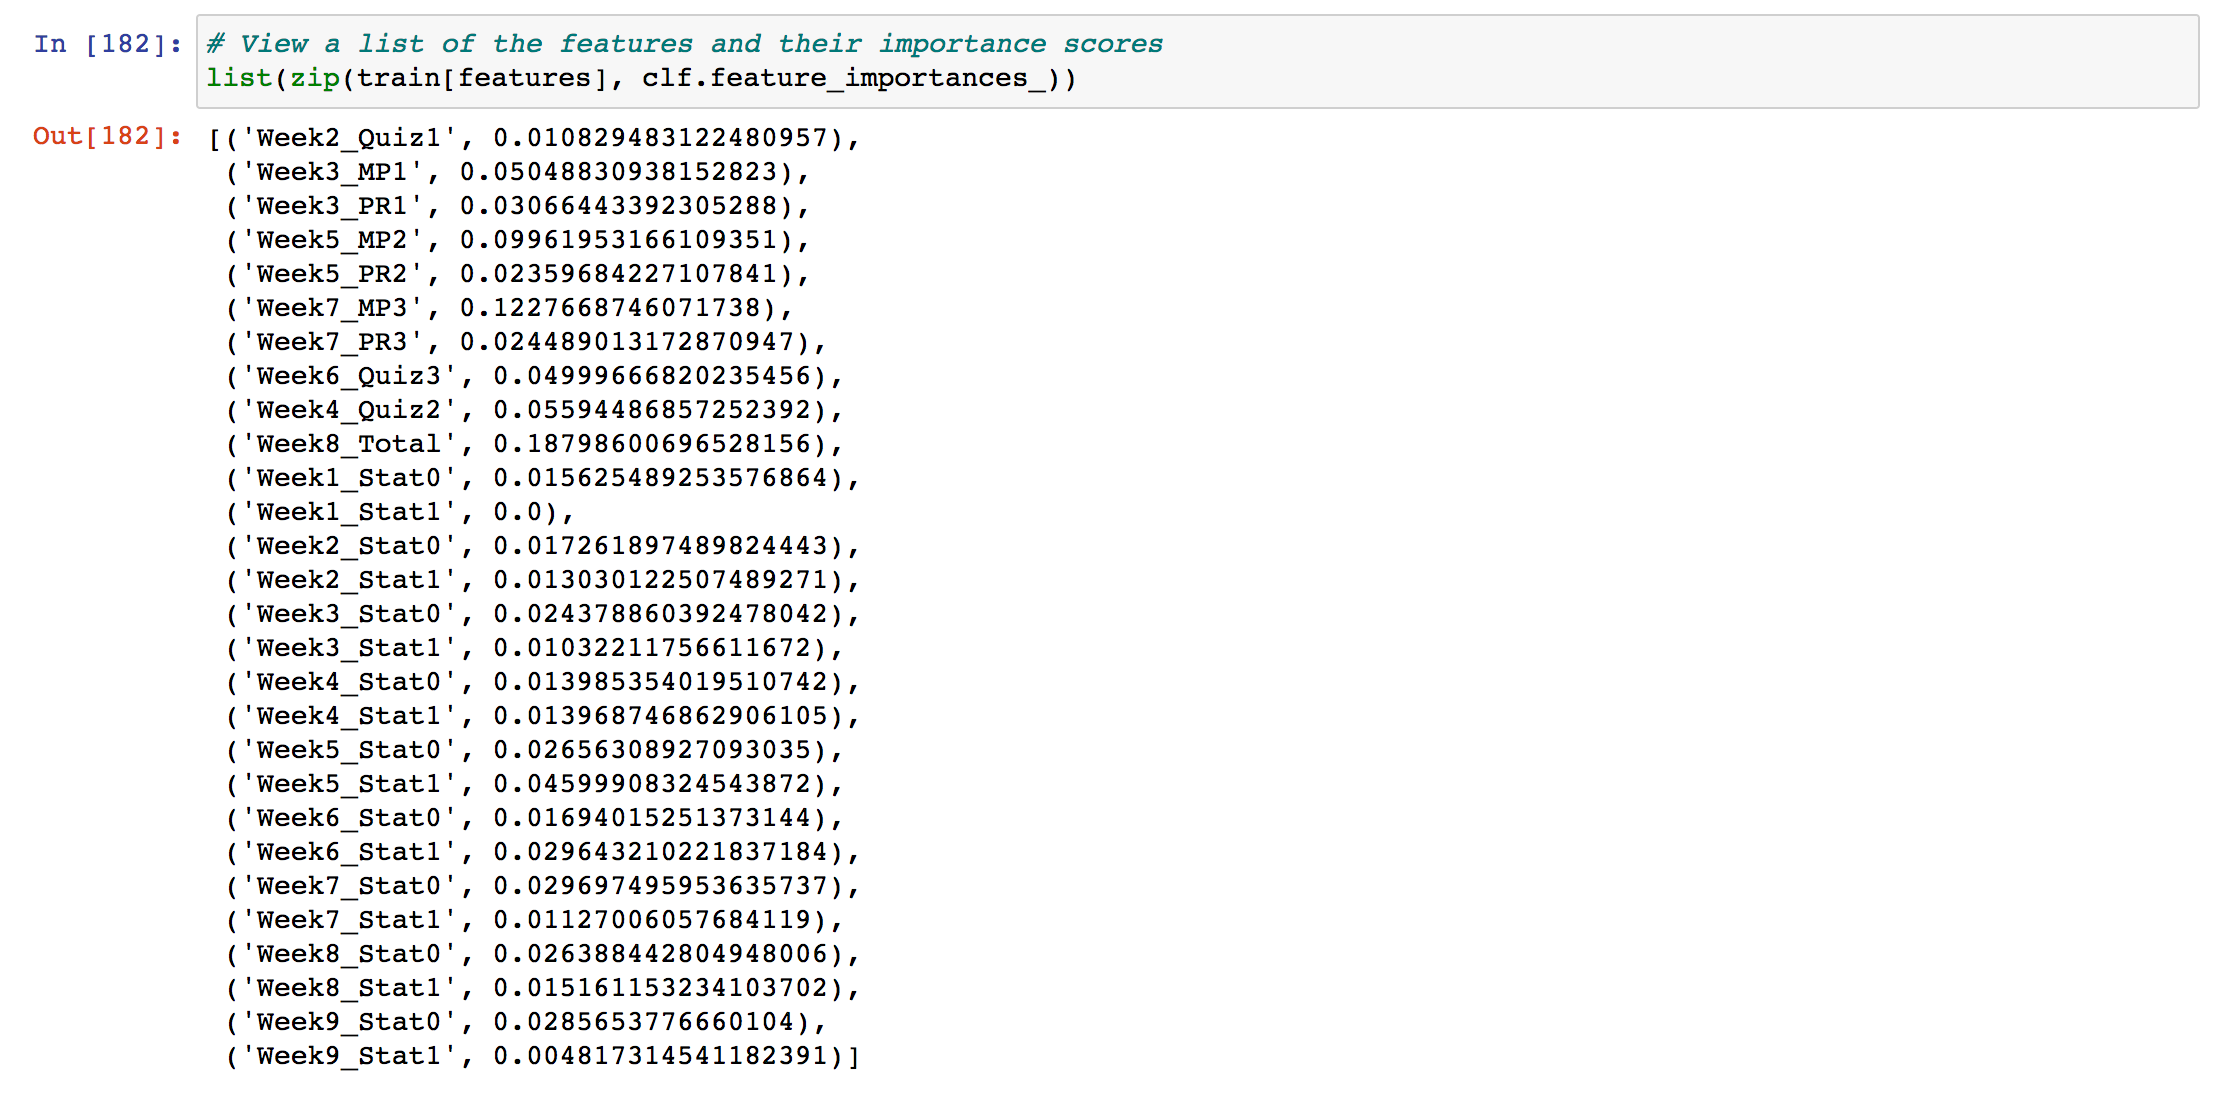 In [182]: # View a list of the features and their importance scores
list(zip(train[features], clf.feature_importances_))
Out[182]: [('Week2_Quiz1', 0.010829483122480957),
('Week3_MP1', 0.05048830938152823),
('Week3_PR1', 0.03066443392305288),
('Week5_MP2', 0.09961953166109351),
('Week5_PR2', 0.02359684227107841),
('Week7_MP3', 0.1227668746071738),
('Week7_PR3', 0.024489013172870947),
('Week6_Quiz3', 0.04999666820235456),
('Week4_Quiz2', 0.05594486857252392),
('Week8_Total', 0.18798600696528156),
('Week1_Stat0', 0.015625489253576864),
('Week1_Stat1', 0.0),
('Week2_Stat0', 0.017261897489824443),
('Week2_Stat1', 0.013030122507489271),
('Week3_Stat0', 0.024378860392478042),
('Week3_Stat1', 0.01032211756611672),
('Week4_Stat0', 0.013985354019510742),
('Week4_Stat1', 0.013968746862906105),
('Week5_Stat0', 0.02656308927093035),
('Week5_Stat1', 0.04599908324543872),
('Week6_Stat0', 0.01694015251373144),
('Week6_Stat1', 0.029643210221837184),
('Week7_Stat0', 0.029697495953635737),
('Week7_Stat1', 0.01127006057684119),
('Week8_Stat0', 0.026388442804948006),
('Week8_Stat1', 0.015161153234103702),
('Week9_Stat0', 0.0285653776660104),
('Week9_Stat1', 0.004817314541182391)]